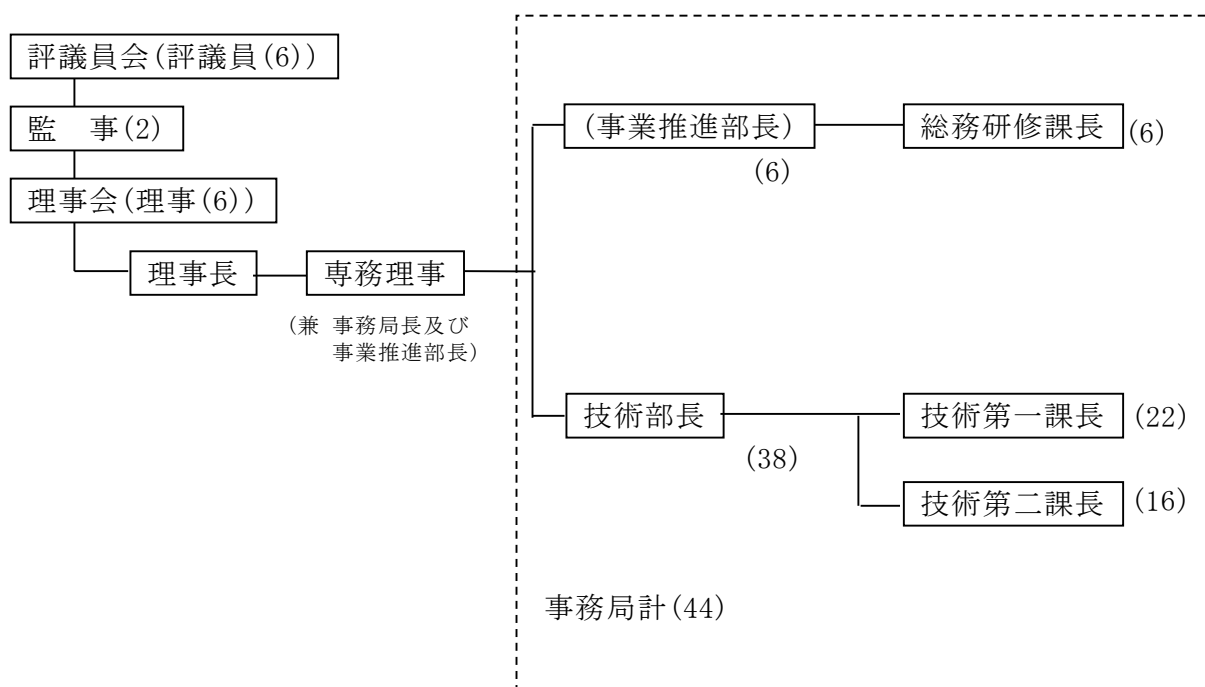 評議員会(評議員(6))
監　事(2)
理事会(理事(6))
理事長
専務理事
(兼 事務局長及び
事業推進部長)
(事業推進部長)
(6)
総務研修課長
(6)
技術部長
(38)
技術第一課長
(22)
技術第二課長
(16)
事務局計(44)